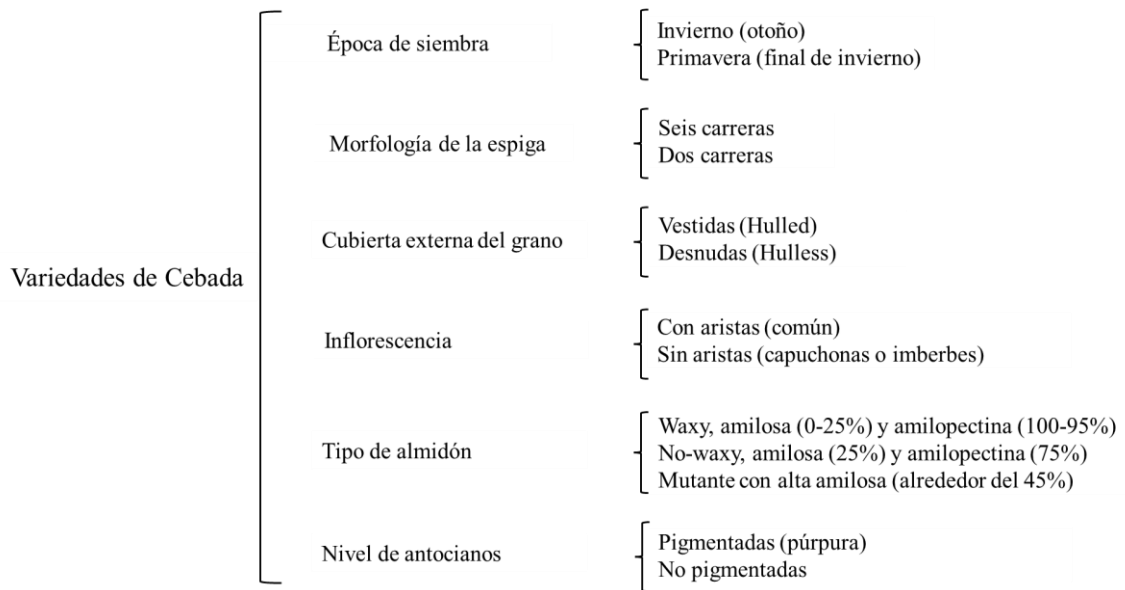 Variedades de Cebada
Época de siembra
Invierno (otoño)
Primavera (final de invierno)
Morfología de la espiga
Seis carreras
Dos carreras
Cubierta externa del grano
Vestidas (Hulled)
Desnudas (Hulless)
Inflorescencia
Con aristas (común)
Sin aristas (capuchonas o imberbes)
Tipo de almidón
Waxy, amilosa (0-25%) y amilopectina (100-95%)
No-waxy, amilosa (25%) y amilopectina (75%)
Mutante con alta amilosa (alrededor del 45%)
Nivel de antocianos
Pigmentadas (púrpura)
No pigmentadas